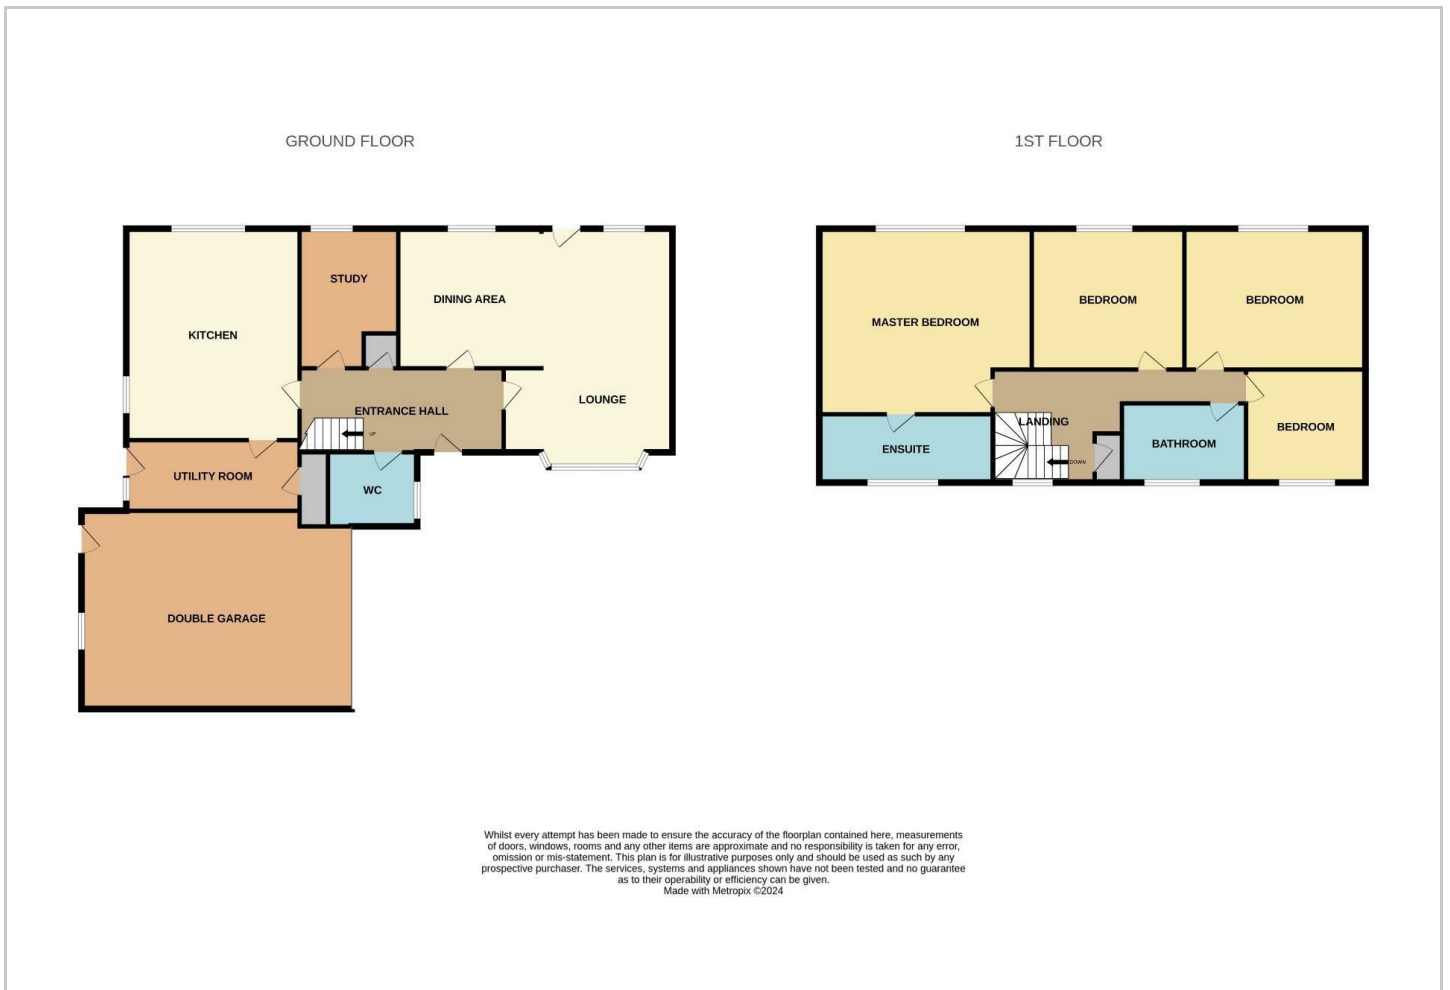 GROUND FLOOR
1ST FLOOR
KITCHEN
STUDY
DINING AREA
LOUNGE
ENTRANCE HALL
UP
UTILITY ROOM
WC
DOUBLE GARAGE
MASTER BEDROOM
BEDROOM
BEDROOM
ENSUITE
LANDING
DOWN
BATHROOM
BEDROOM
Whilst every attempt has been made to ensure the accuracy of the floorplan contained here, measurements
of doors, windows, rooms and any other items are approximate and no responsibility is taken for any error,
omission or mis-statement. This plan is for illustrative purposes only and should be used as such by any
prospective purchaser. The services, systems and appliances shown have not been tested and no guarantee
as to their operability or efficiency can be given.
Made with Metropix ©2024